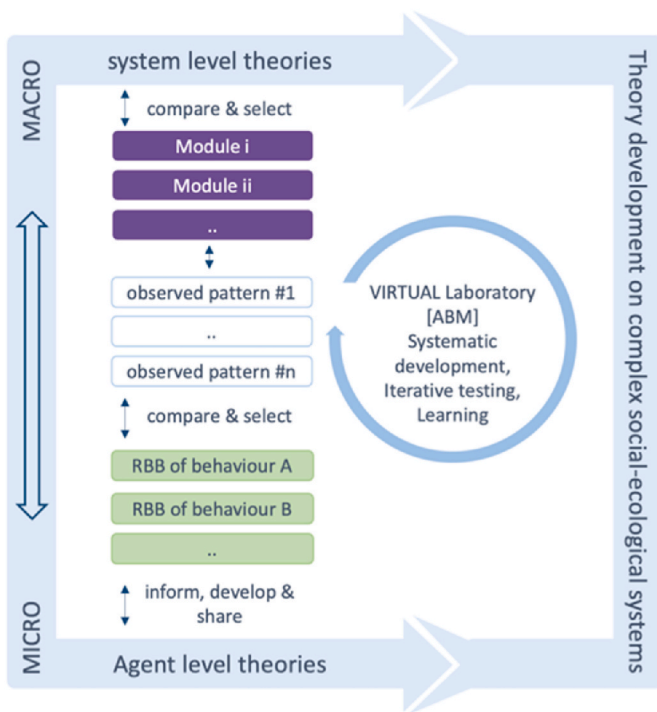 MACRO
system level theories
compare & select
Module i
Module ii
..
observed pattern #1
..
observed pattern #n
compare & select
RBB of behaviour A
RBB of behaviour B
..
inform, develop &
share
MICRO
Agent level theories
VIRTUAL Laboratory
[ABM]
Systematic
development,
Iterative testing,
Learning
Theory development on complex social-ecological systems